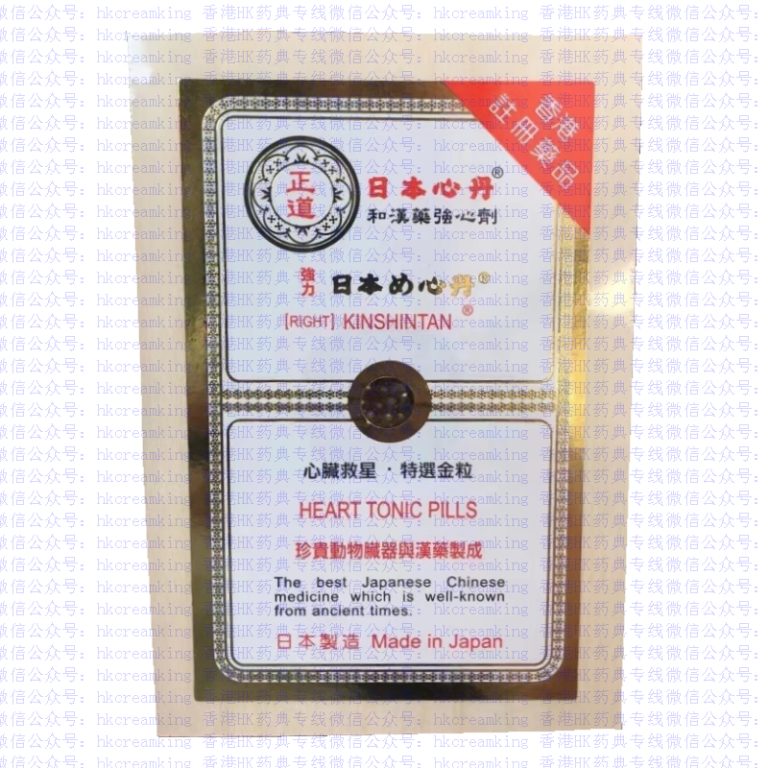 香港
註冊藥品
正道
日本心丹®
和漢藥強心劑
強力 日本め心丹®
[RIGHT] KINSHINTAN®
心臟救星・特選金粒
HEART TONIC PILLS
珍貴動物臟器與漢藥製成
The best Japanese Chinese
medicine which is well-known
from ancient times.
日本製造 Made in Japan
香港HK药典专线微信公众号: hkcreamking